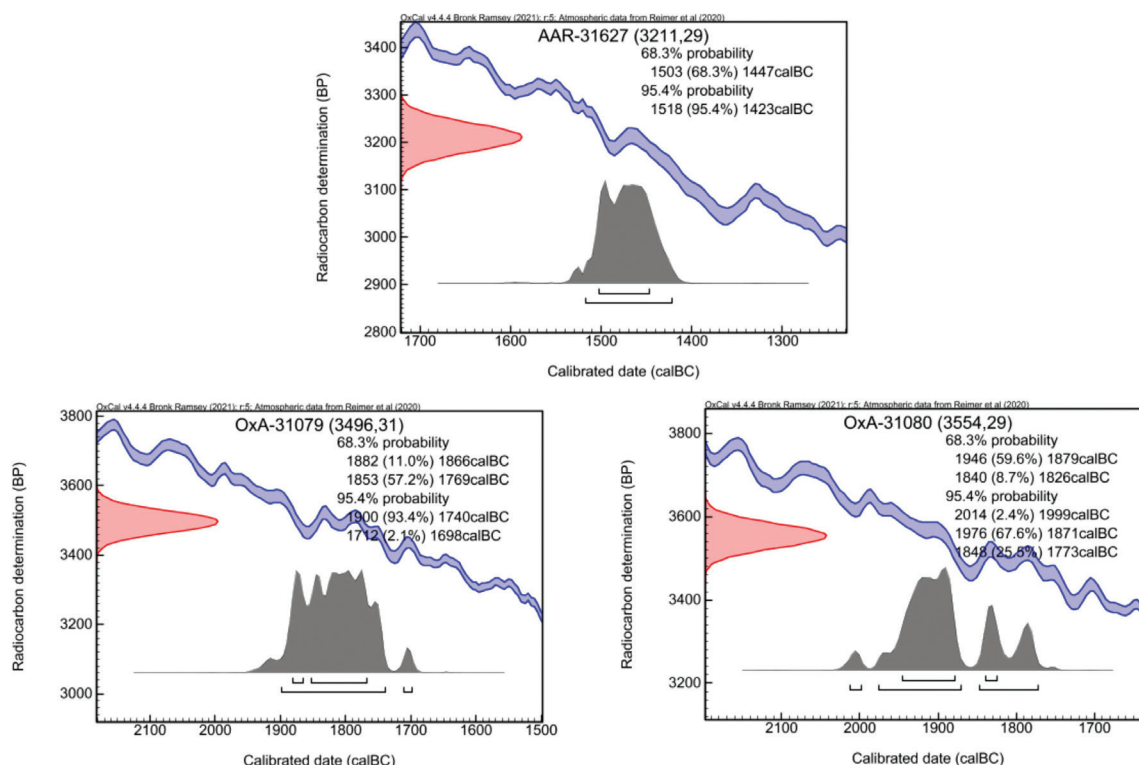 OxCal v4.4.4 Bronk Ramsey (2021); r:5; Atmospheric data from Reimer et al (2020)
AAR-31627 (3211,29)
68.3% probability
1503 (68.3%) 1447calBC
95.4% probability
1518 (95.4%) 1423calBC
Radiocarbon determination (BP)
3400
3300
3200
3100
3000
2900
2800
1700 1600 1500 1400 1300
Calibrated date (calBC)
OxCal v4.4.4 Bronk Ramsey (2021); r:5; Atmospheric data from Reimer et al (2020)
OxA-31079 (3496,31)
68.3% probability
1882 (11.0%) 1866calBC
1853 (57.2%) 1769calBC
95.4% probability
1900 (93.4%) 1740calBC
1712 (2.1%) 1698calBC
Radiocarbon determination (BP)
3800
3600
3400
3200
3000
2100 2000 1900 1800 1700 1600 1500
Calibrated date (calBC)
OxCal v4.4.4 Bronk Ramsey (2021); r:5; Atmospheric data from Reimer et al (2020)
OxA-31080 (3554,29)
68.3% probability
1946 (59.6%) 1879calBC
1840 (8.7%) 1826calBC
95.4% probability
2014 (2.4%) 1999calBC
1976 (67.6%) 1871calBC
1848 (25.5%) 1773calBC
Radiocarbon determination (BP)
3800
3600
3400
3200
2100 2000 1900 1800 1700
Calibrated date (calBC)